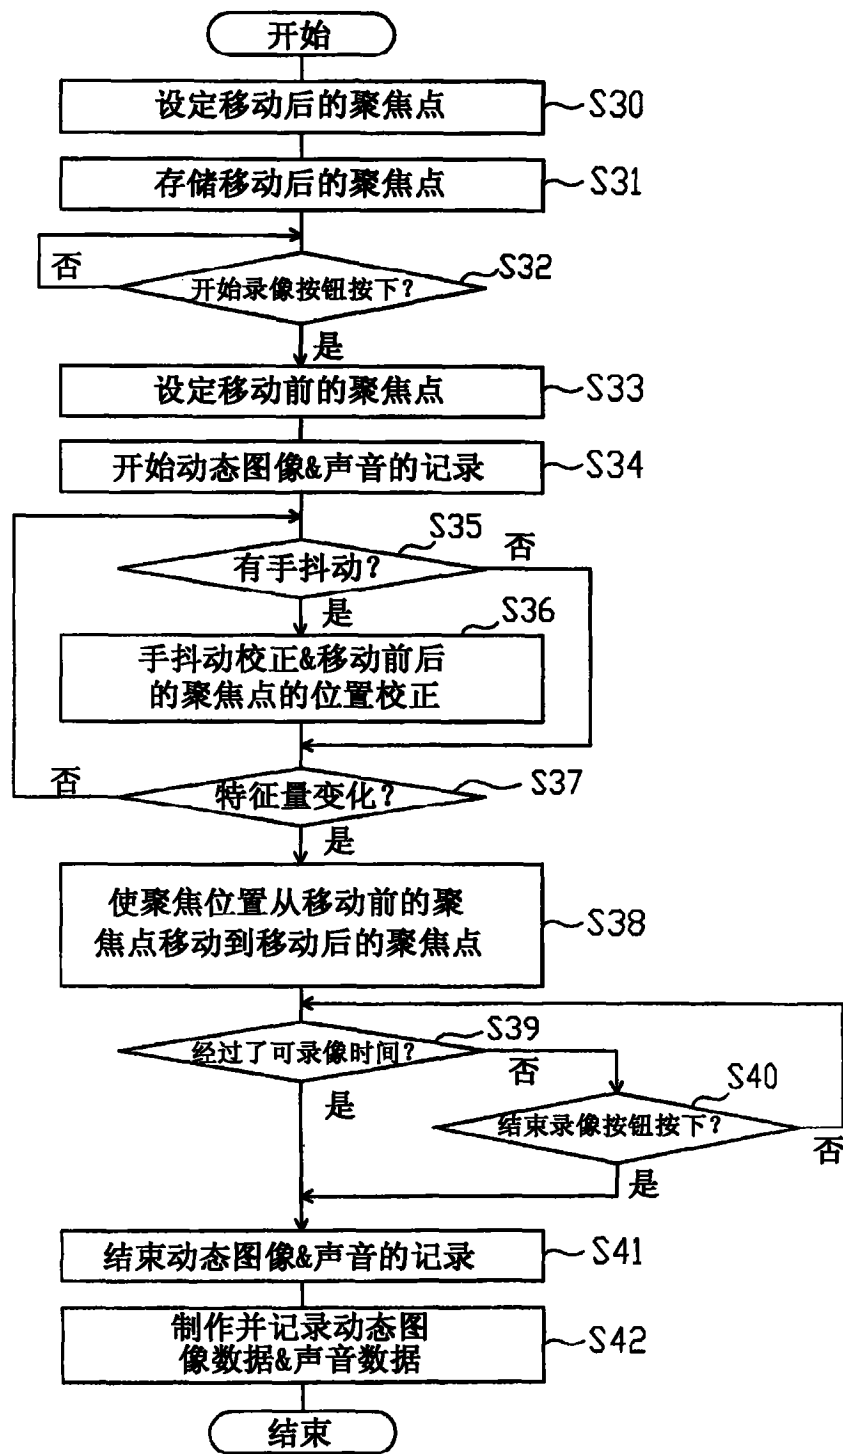 开始
设定移动后的聚焦点
S30
存储移动后的聚焦点
S31
否
开始录像按钮按下?
S32
是
设定移动前的聚焦点
S33
开始动态图像&声音的记录
S34
S35
有手抖动?
否
是
S36
手抖动校正&移动前后
的聚焦点的位置校正
否
特征量变化?
S37
是
使聚焦位置从移动前的聚
焦点移动到移动后的聚焦点
S38
经过了可录像时间?
S39
否
是
S40
结束录像按钮按下?
否
是
结束动态图像&声音的记录
S41
制作并记录动态图
像数据&声音数据
S42
结束